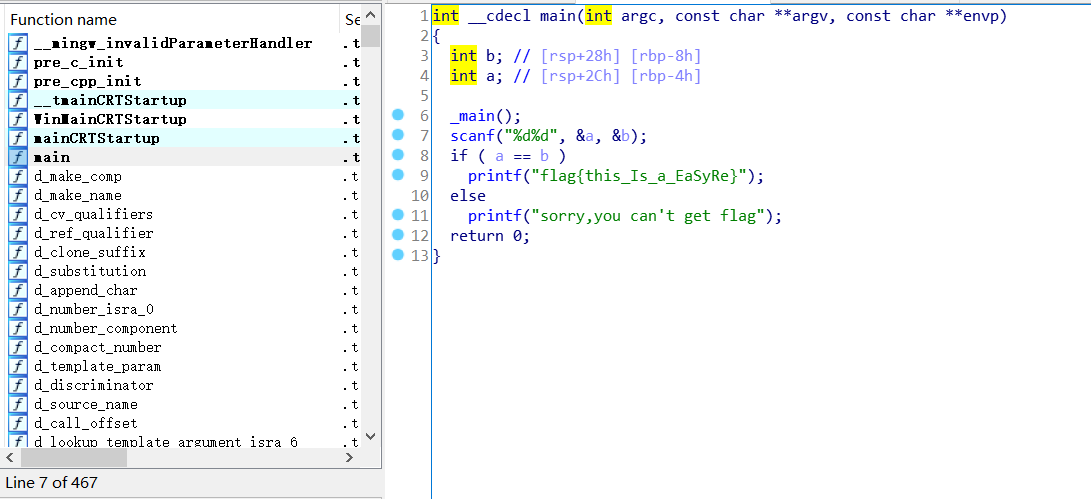 Function name Se
f __mingw_invalidParameterHandler .t
f pre_c_init .t
f pre_cpp_init .t
f __tmainCRTStartup .t
f WinMainCRTStartup .t
f mainCRTStartup .t
f main .t
f d_make_comp .t
f d_make_name .t
f d_cv_qualifiers .t
f d_ref_qualifier .t
f d_clone_suffix .t
f d_substitution .t
f d_append_char .t
f d_number_isra_0 .t
f d_number_component .t
f d_compact_number .t
f d_template_param .t
f d_discriminator .t
f d_source_name .t
f d_call_offset .t
f d_lookup_template_argument_isra_6 .t
Line 7 of 467
1 int __cdecl main(int argc, const char **argv, const char **envp)
2 {
3 int b; // [rsp+28h] [rbp-8h]
4 int a; // [rsp+2Ch] [rbp-4h]
5
6 _main();
7 scanf("%d%d", &a, &b);
8 if ( a == b )
9 printf("flag{this_Is_a_EaSyRe}");
10 else
11 printf("sorry,you can't get flag");
12 return 0;
13 }